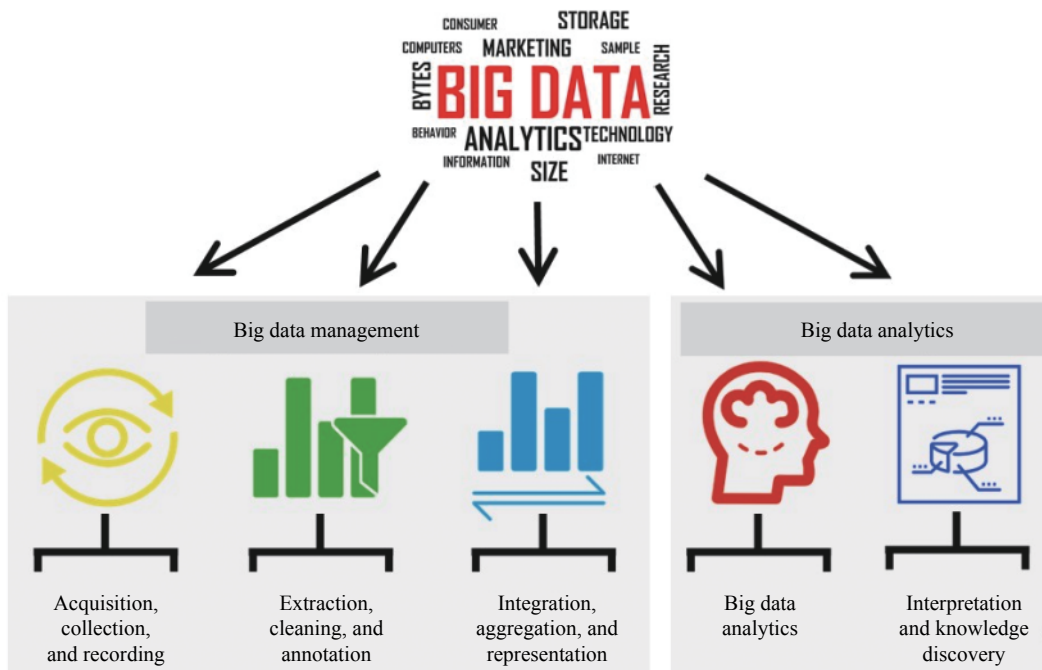 CONSUMER STORAGE
COMPUTERS MARKETING SAMPLE
BYTES BIG DATA RESEARCH
BEHAVIOR ANALYTICS TECHNOLOGY
INFORMATION SIZE INTERNET
Big data management
Acquisition,
collection,
and recording
Extraction,
cleaning, and
annotation
Integration,
aggregation, and
representation
Big data analytics
Big data
analytics
Interpretation
and knowledge
discovery